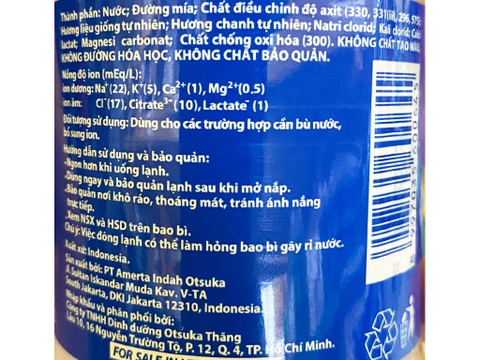 Thành phần: Nước; Đường mía; Chất điều chỉnh độ axit (330, 331(iii), 296, 575);
Hương liệu giống tự nhiên; Hương chanh tự nhiên; Natri clorid; Kali clorid; Calci
lactat; Magnesi carbonat; Chất chống oxi hóa (300). KHÔNG CHẤT TẠO MÀU,
KHÔNG ĐƯỜNG HÓA HỌC, KHÔNG CHẤT BẢO QUẢN.
Nồng độ ion (mEq/L):
Ion dương: Na⁺(22), K⁺(5), Ca²⁺(1), Mg²⁺(0.5)
Ion âm: Cl⁻(17), Citrate³⁻(10), Lactate⁻ (1)
Đối tượng sử dụng: Dùng cho các trường hợp cần bù nước,
bổ sung ion.
Hướng dẫn sử dụng và bảo quản:
-Ngon hơn khi uống lạnh.
-Dùng ngay và bảo quản lạnh sau khi mở nắp.
-Bảo quản nơi khô ráo, thoáng mát, tránh ánh nắng
trực tiếp.
-Xem NSX và HSD trên bao bì.
Chú ý: Việc đông lạnh có thể làm hỏng bao bì gây rỉ nước.
Xuất xứ: Indonesia.
Sản xuất bởi: PT Amerta Indah Otsuka
Jl. Sultan Iskandar Muda Kav. V-TA
South Jakarta, DKI Jakarta 12310, Indonesia.
Nhập khẩu và phân phối bởi:
Công ty TNHH Dinh dưỡng Otsuka Thăng
Lầu 10, 16 Nguyễn Trường Tộ, P. 12, Q. 4, TP. Hồ Chí Minh.
FOR SALE IN